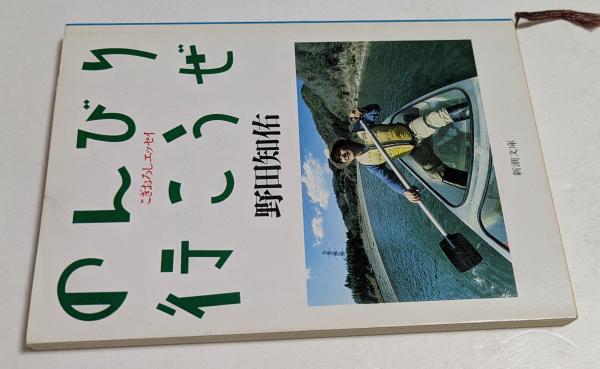 のんびり
行こうぜ
こぎおろしエッセイ
野田知佑
新潮文庫